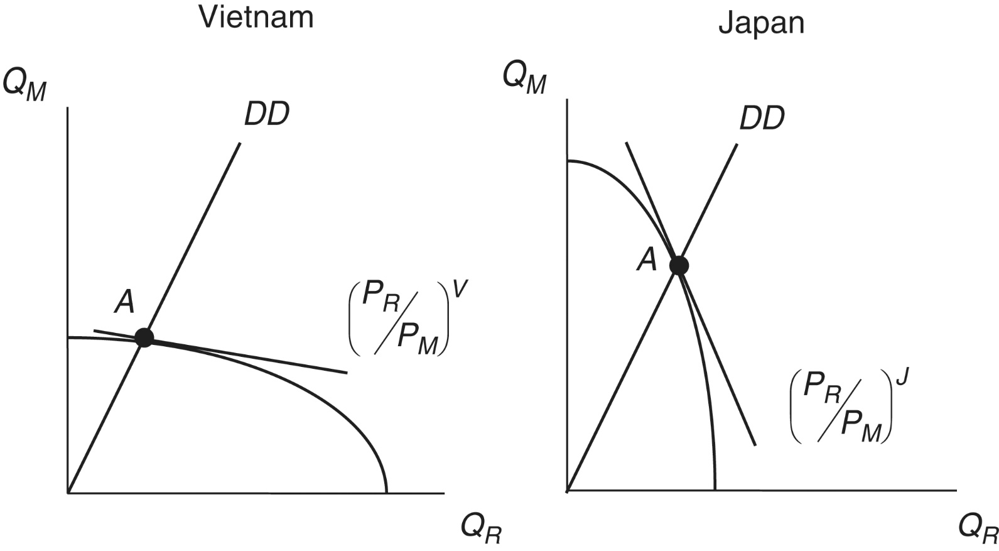 Vietnam
Q_M
DD
A
(P_R/P_M)^V
Q_R
Japan
Q_M
DD
A
(P_R/P_M)^J
Q_R